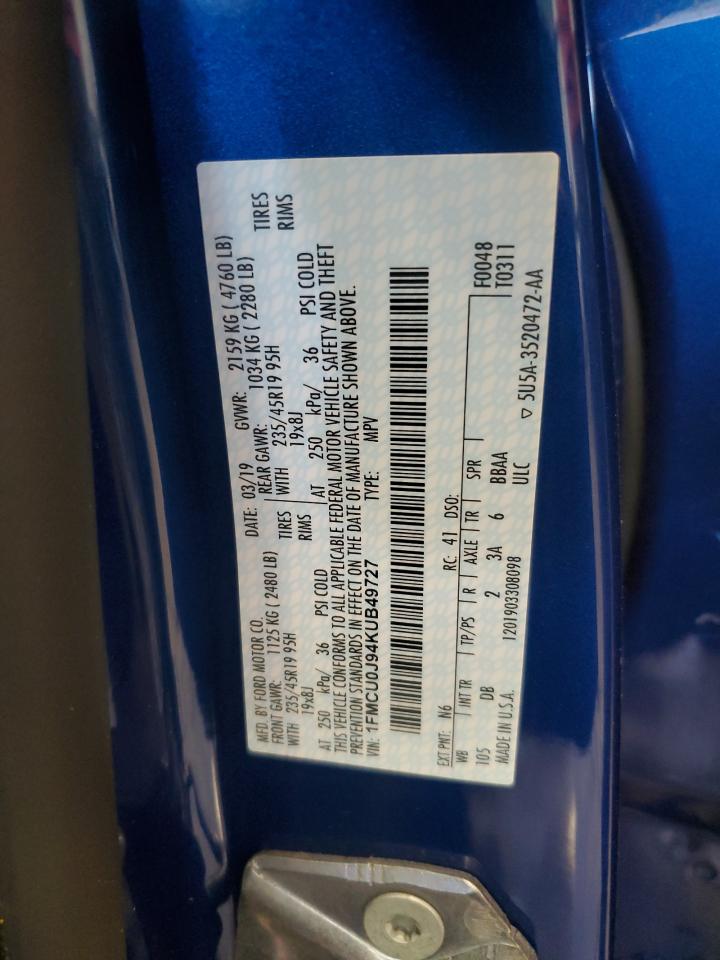 MFD. BY FORD MOTOR CO.
DATE: 03/19 GVWR: 2159 KG ( 4760 LB)
FRONT GAWR: 1125 KG ( 2480 LB) REAR GAWR: 1034 KG ( 2280 LB)
WITH 235/45R19 95H TIRES WITH 235/45R19 95H TIRES
19x8J RIMS 19x8J RIMS
AT 250 kPa/ 36 PSI COLD AT 250 kPa/ 36 PSI COLD
THIS VEHICLE CONFORMS TO ALL APPLICABLE FEDERAL MOTOR VEHICLE SAFETY AND THEFT
PREVENTION STANDARDS IN EFFECT ON THE DATE OF MANUFACTURE SHOWN ABOVE.
VIN: 1FMCU0J94KUB49727 TYPE: MPV
EXT PNT: N6 RC: 41 DSO: F0048
WB INT TR TP/PS R AXLE TR SPR T0311
105 DB 2 3A 6 BBAA
MADE IN U.S.A. 1201903308098 ULC ▽ 5U5A-3520472-AA